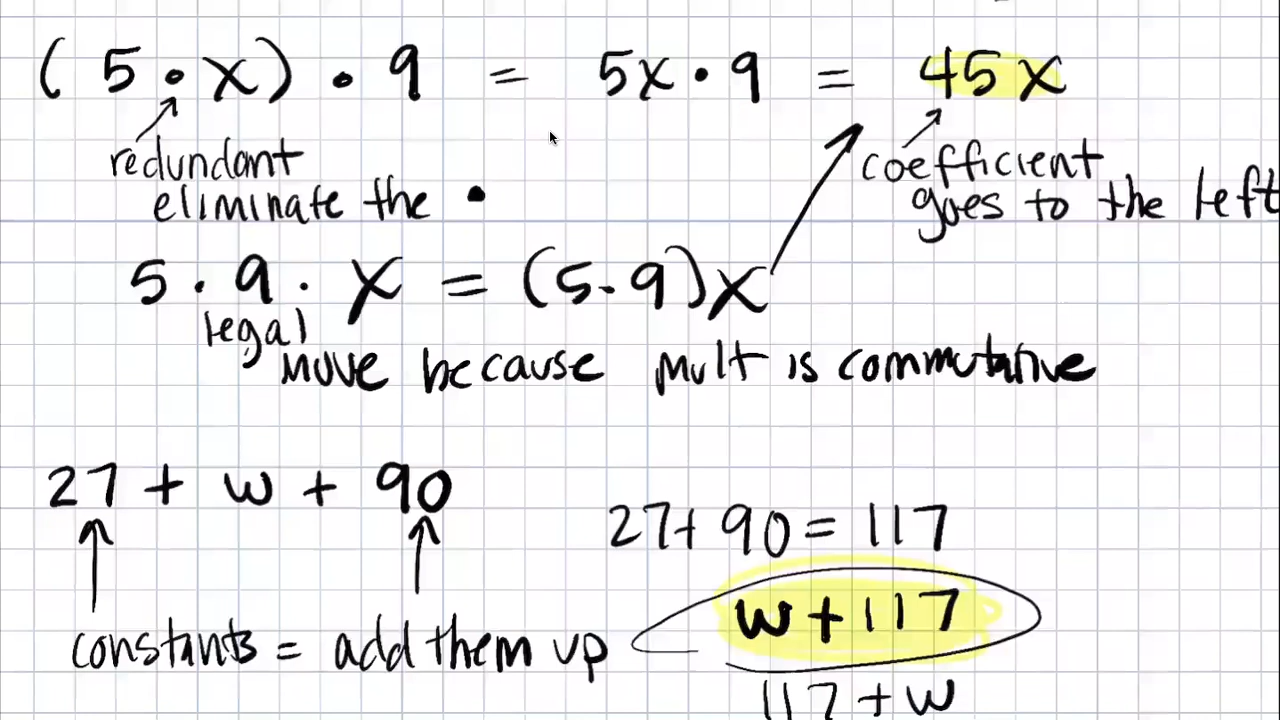 (5 • x) • 9 = 5x • 9 = 45x
redundant
eliminate the •
coefficient
goes to the left
5 · 9 · x = (5·9)x
legal
move because mult is commutative
27 + w + 90
27+ 90 = 117
w + 117
constants = add them up
117 + w